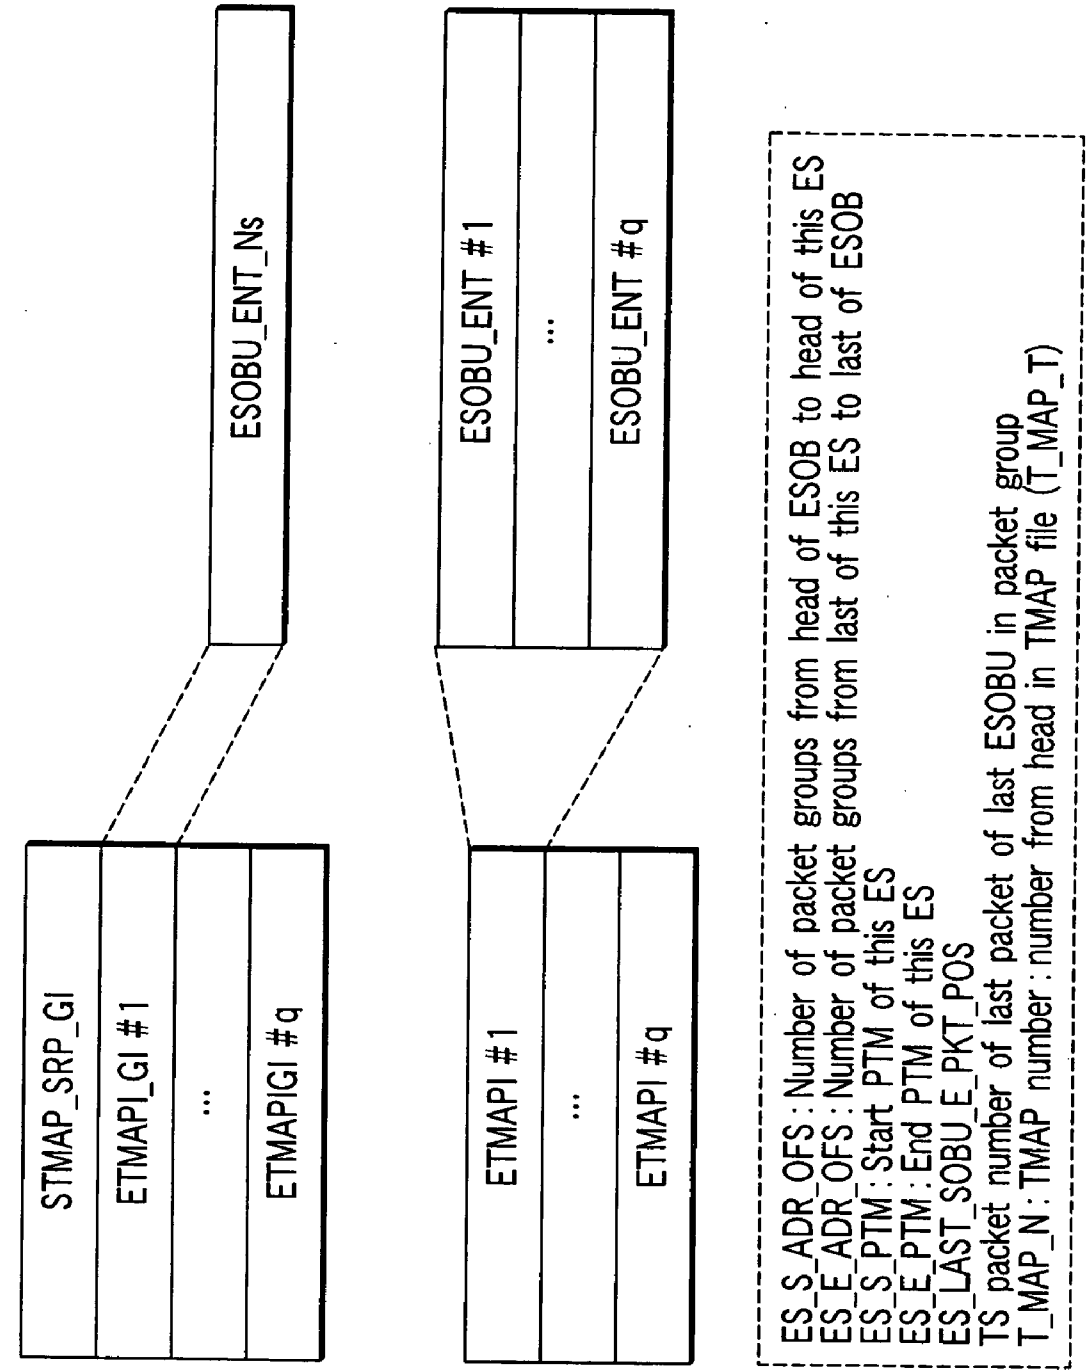 STMAP_SRP_GI
ETMAPI_GI #1
...
ETMAPIGI #q
ESOBU_ENT_Ns
ETMAPI #1
...
ETMAPI #q
ESOBU_ENT #1
...
ESOBU_ENT #q
ES_S_ADR_OFS : Number of packet groups from head of ESOB to head of this ES
ES_E_ADR_OFS : Number of packet groups from last of this ES to last of ESOB
ES_S_PTM : Start PTM of this ES
ES_E_PTM : End PTM of this ES
ES_LAST_SOBU_E_PKT_POS
TS packet number of last packet of last ESOBU in packet group
T_MAP_N : TMAP number : number from head in TMAP file (T_MAP_T)